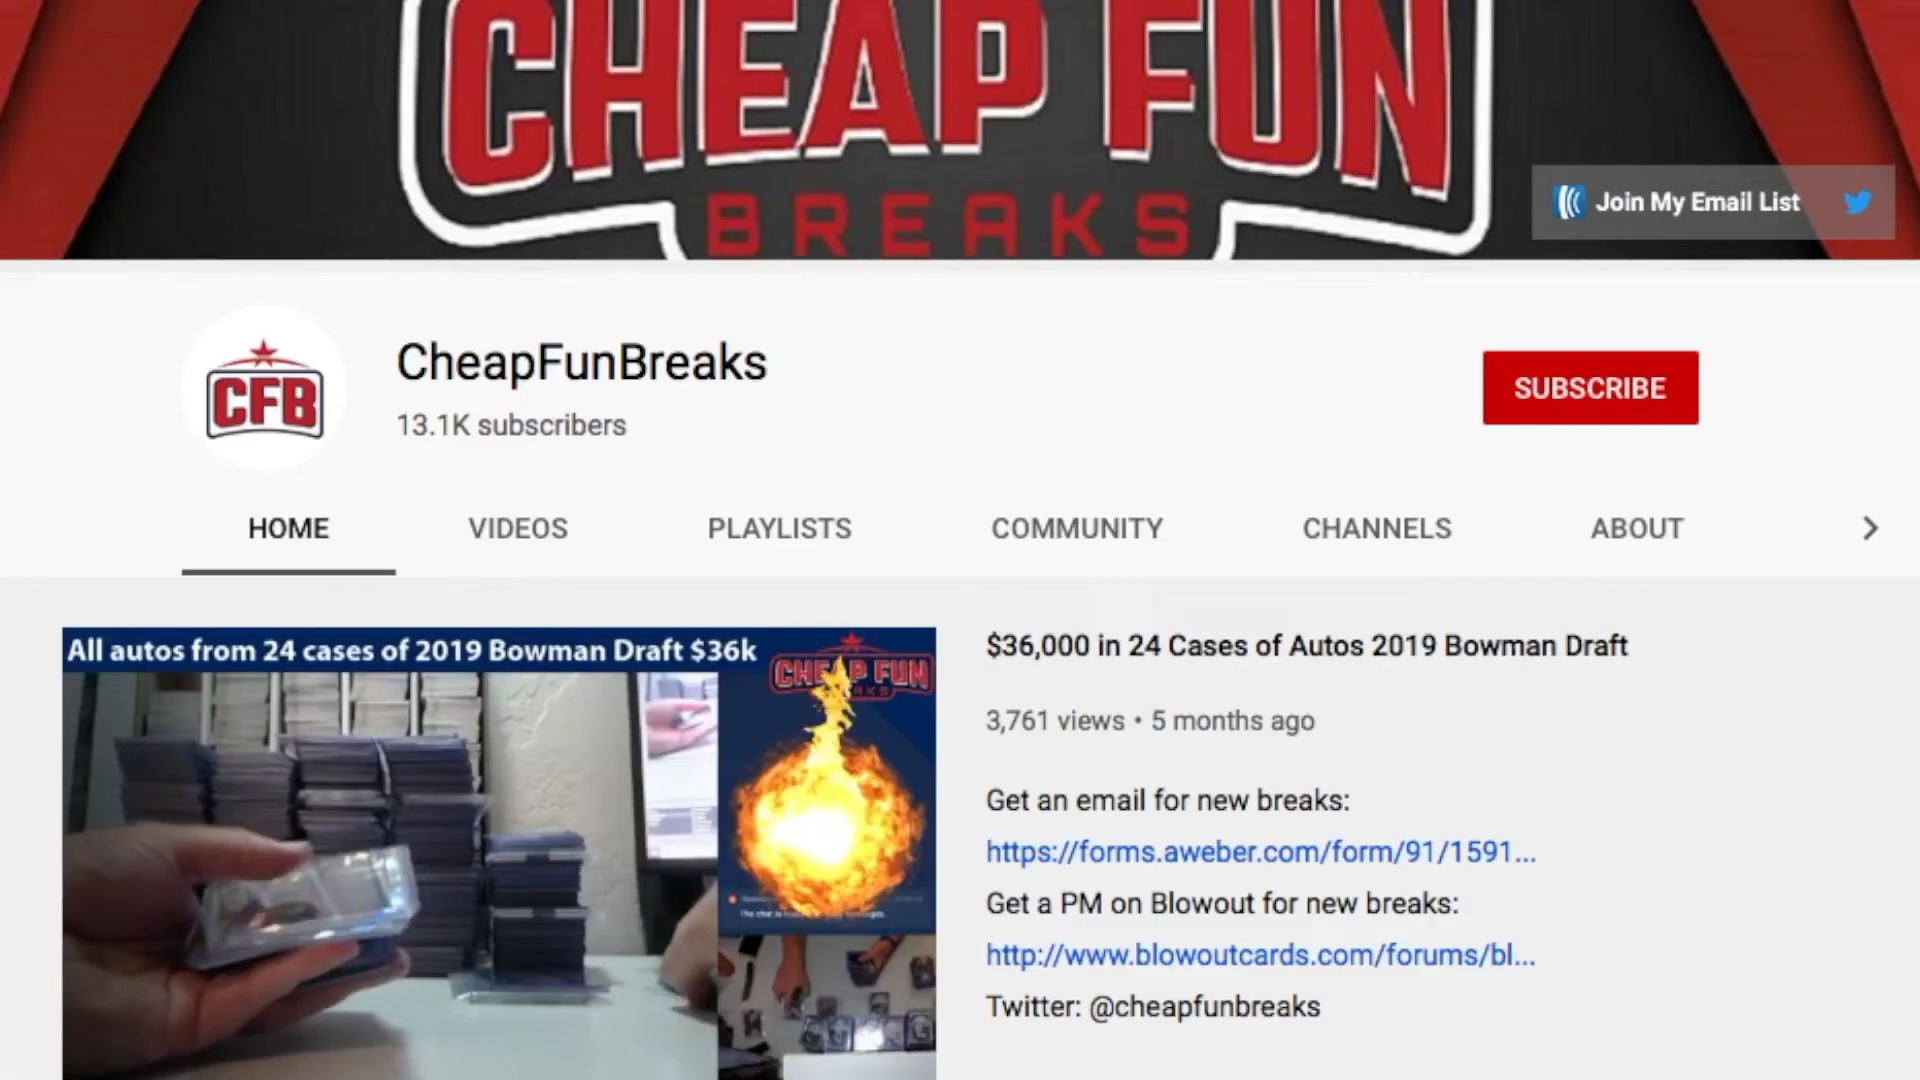 CHEAP FUN
BREAKS
Join My Email List
CFB
CheapFunBreaks
13.1K subscribers
SUBSCRIBE
HOME
VIDEOS
PLAYLISTS
COMMUNITY
CHANNELS
ABOUT
All autos from 24 cases of 2019 Bowman Draft $36k
CHEAP FUN
$36,000 in 24 Cases of Autos 2019 Bowman Draft
3,761 views • 5 months ago
Get an email for new breaks:
https://forms.aweber.com/form/91/1591...
Get a PM on Blowout for new breaks:
http://www.blowoutcards.com/forums/bl...
Twitter: @cheapfunbreaks